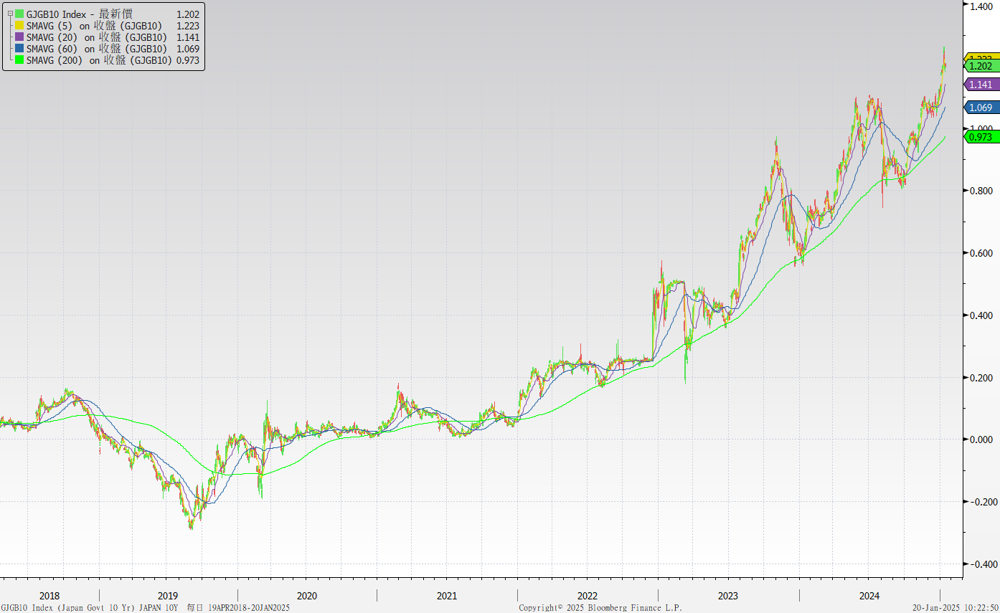 GJGB10 Index - 最新價 1.202
SMAVG (5) on 收盤 (GJGB10) 1.223
SMAVG (20) on 收盤 (GJGB10) 1.141
SMAVG (60) on 收盤 (GJGB10) 1.069
SMAVG (200) on 收盤 (GJGB10) 0.973
1.400
1.223
1.202
1.141
1.069
1.000
0.973
0.800
0.600
0.400
0.200
0.000
-0.200
-0.400
2018 2019 2020 2021 2022 2023 2024
GJGB10 Index (Japan Govt 10 Yr) JAPAN 10Y 每日 19APR2018-20JAN2025 Copyright© 2025 Bloomberg Finance L.P. 20-Jan-2025 10:22:50